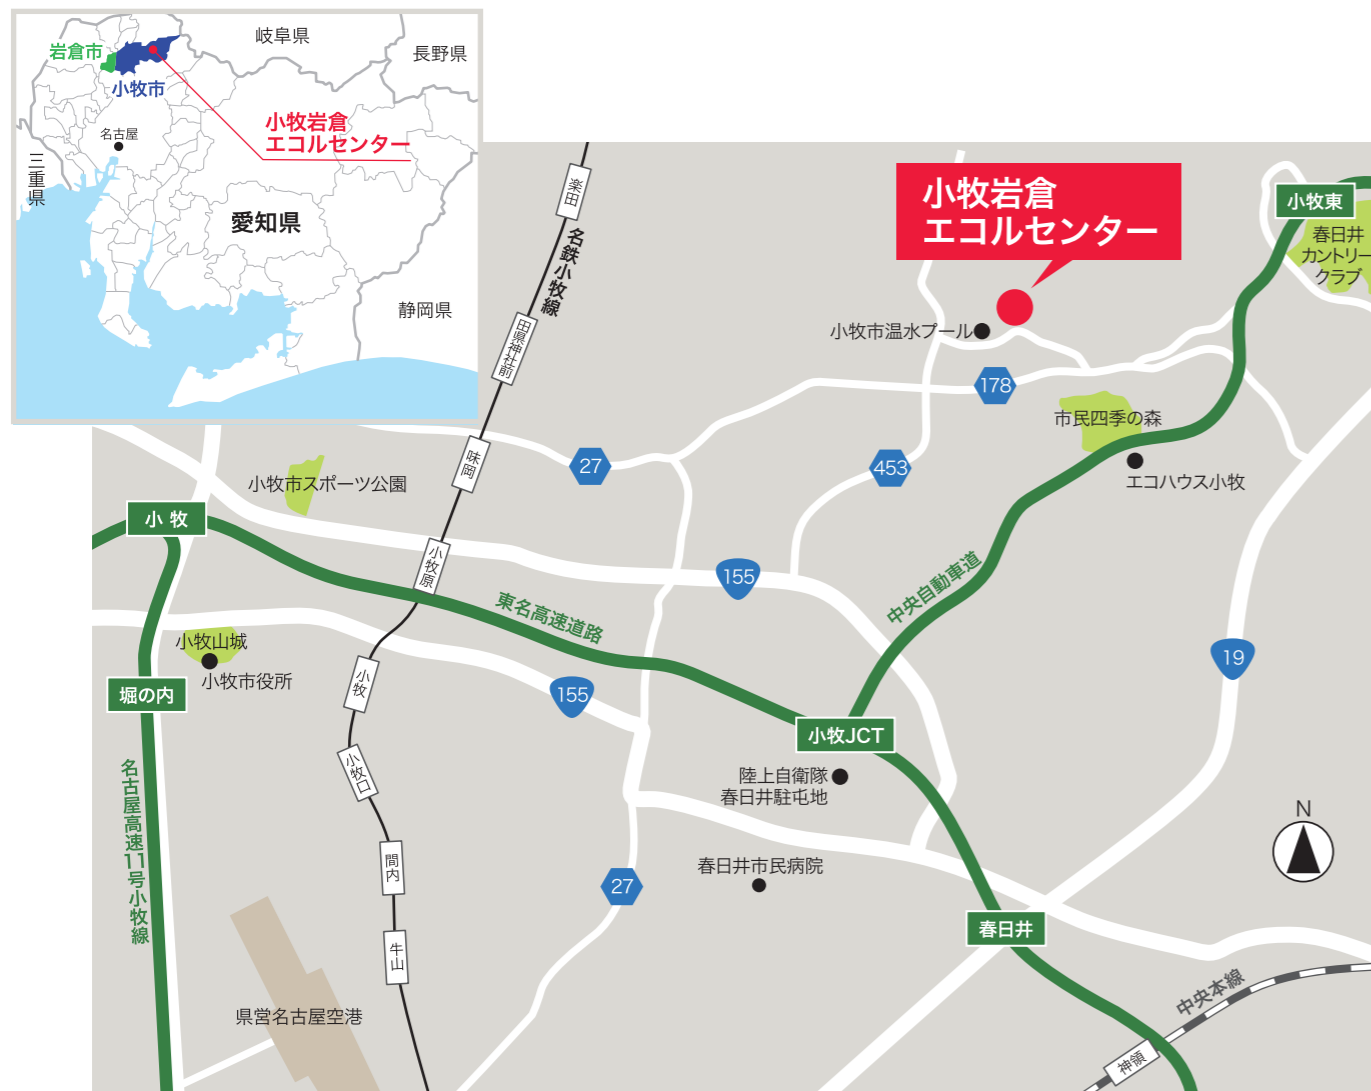 岐阜県
長野県
岩倉市
小牧市
小牧岩倉
エコルセンター
名古屋
三重県
愛知県
静岡県
楽田
名鉄小牧線
小牧岩倉
エコルセンター
小牧東
春日井
カントリー
クラブ
田県神社前
小牧市温水プール
178
市民四季の森
味岡
27
453
エコハウス小牧
小牧市スポーツ公園
小牧
小牧原
155
中央自動車道
東名高速道路
小牧山城
小牧市役所
小牧
155
19
堀の内
小牧JCT
小牧口
陸上自衛隊
春日井駐屯地
名古屋高速11号小牧線
N
間内
春日井市民病院
27
牛山
春日井
県営名古屋空港
中央本線
神領